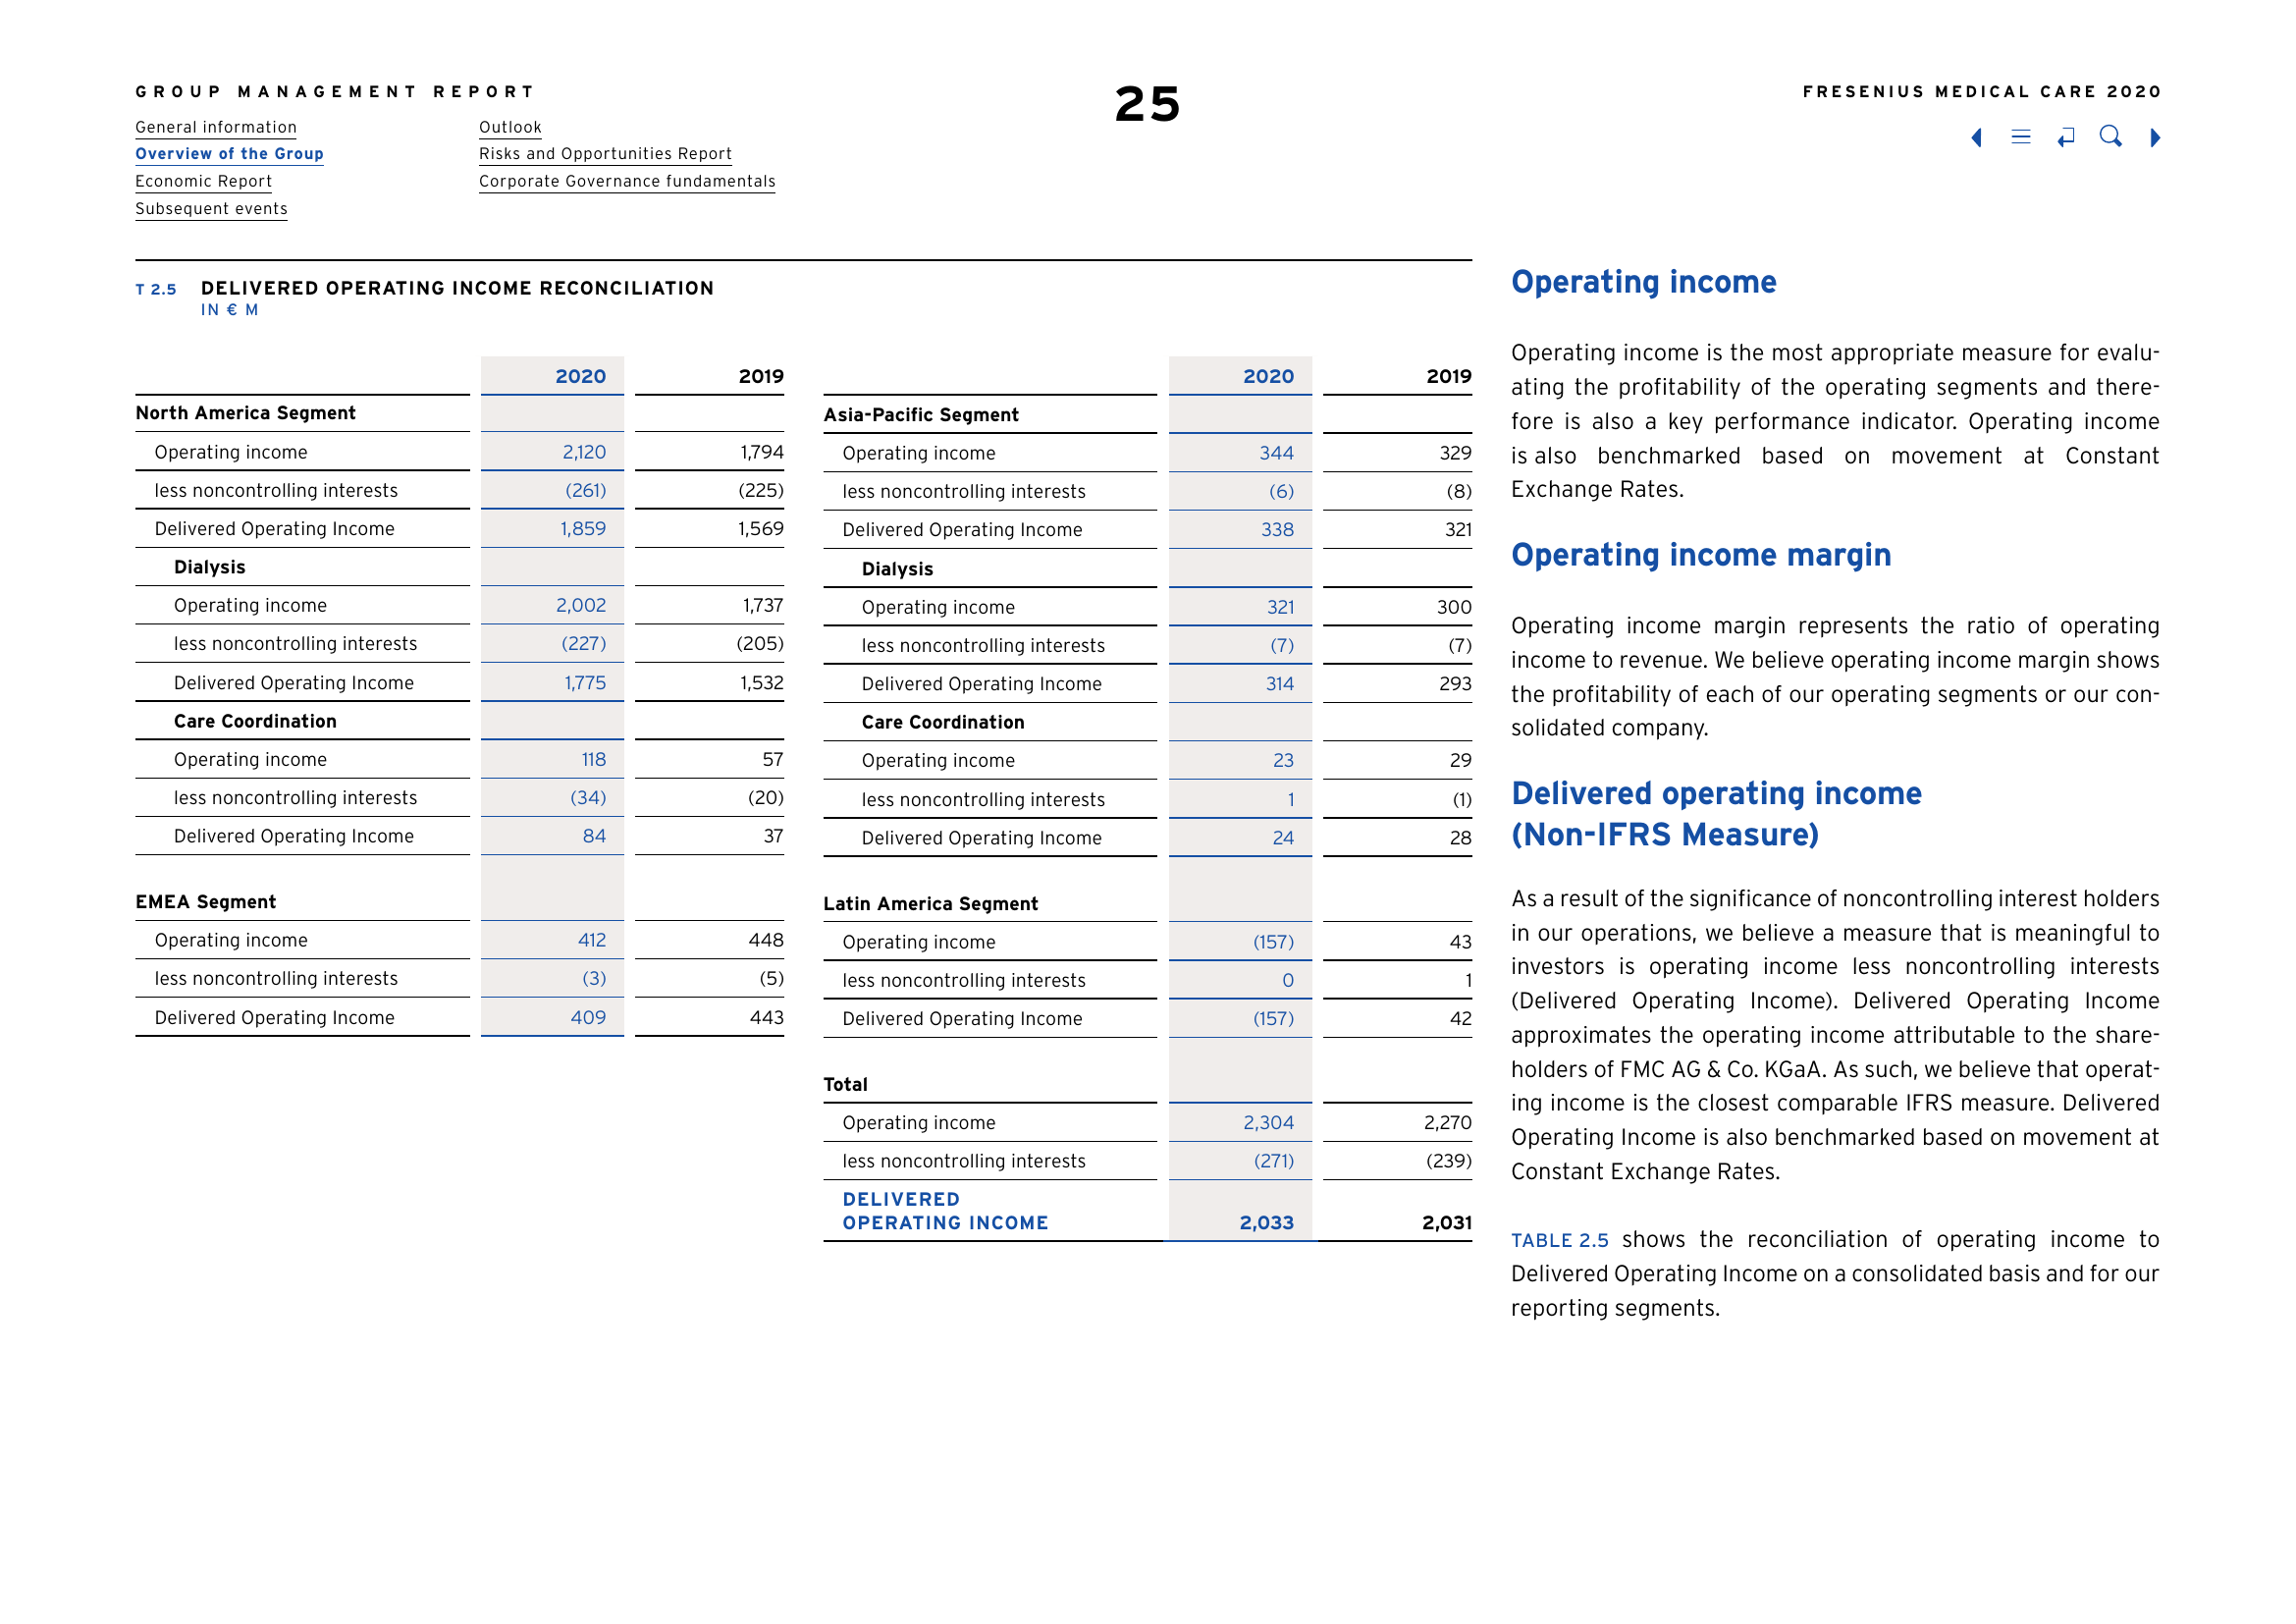 GROUP MANAGEMENT REPORT
General information
Overview of the Group
Economic Report
Subsequent events
Outlook
Risks and Opportunities Report
Corporate Governance fundamentals
25
FRESENIUS MEDICAL CARE 2020
T 2.5 DELIVERED OPERATING INCOME RECONCILIATION
IN € M
2020 2019
North America Segment
Operating income 2,120 1,794
less noncontrolling interests (261) (225)
Delivered Operating Income 1,859 1,569
Dialysis
Operating income 2,002 1,737
less noncontrolling interests (227) (205)
Delivered Operating Income 1,775 1,532
Care Coordination
Operating income 118 57
less noncontrolling interests (34) (20)
Delivered Operating Income 84 37
EMEA Segment
Operating income 412 448
less noncontrolling interests (3) (5)
Delivered Operating Income 409 443
2020 2019
Asia-Pacific Segment
Operating income 344 329
less noncontrolling interests (6) (8)
Delivered Operating Income 338 321
Dialysis
Operating income 321 300
less noncontrolling interests (7) (7)
Delivered Operating Income 314 293
Care Coordination
Operating income 23 29
less noncontrolling interests 1 (1)
Delivered Operating Income 24 28
Latin America Segment
Operating income (157) 43
less noncontrolling interests 0 1
Delivered Operating Income (157) 42
Total
Operating income 2,304 2,270
less noncontrolling interests (271) (239)
DELIVERED
OPERATING INCOME 2,033 2,031
Operating income
Operating income is the most appropriate measure for evalu-
ating the profitability of the operating segments and there-
fore is also a key performance indicator. Operating income
is also benchmarked based on movement at Constant
Exchange Rates.
Operating income margin
Operating income margin represents the ratio of operating
income to revenue. We believe operating income margin shows
the profitability of each of our operating segments or our con-
solidated company.
Delivered operating income
(Non-IFRS Measure)
As a result of the significance of noncontrolling interest holders
in our operations, we believe a measure that is meaningful to
investors is operating income less noncontrolling interests
(Delivered Operating Income). Delivered Operating Income
approximates the operating income attributable to the share-
holders of FMC AG & Co. KGaA. As such, we believe that operat-
ing income is the closest comparable IFRS measure. Delivered
Operating Income is also benchmarked based on movement at
Constant Exchange Rates.
TABLE 2.5 shows the reconciliation of operating income to
Delivered Operating Income on a consolidated basis and for our
reporting segments.